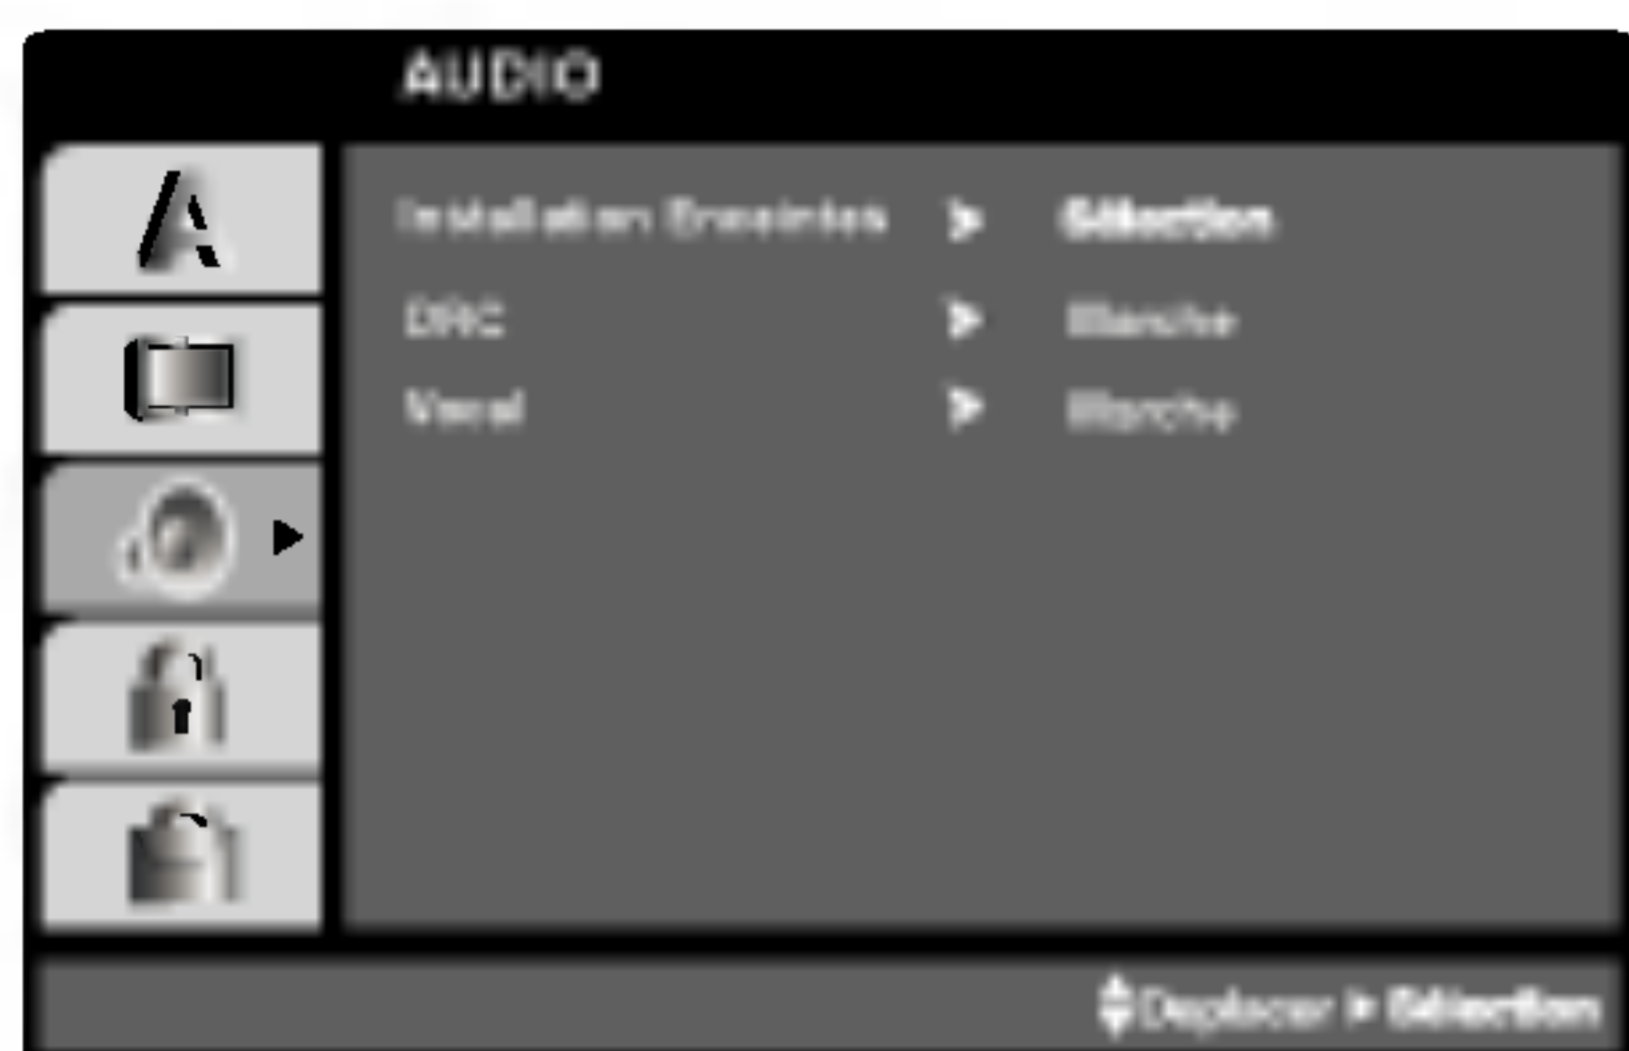 AUDIO
Installation Enceintes Sélection
DRC Marche
Vocal Marche
Deplacer Sélection